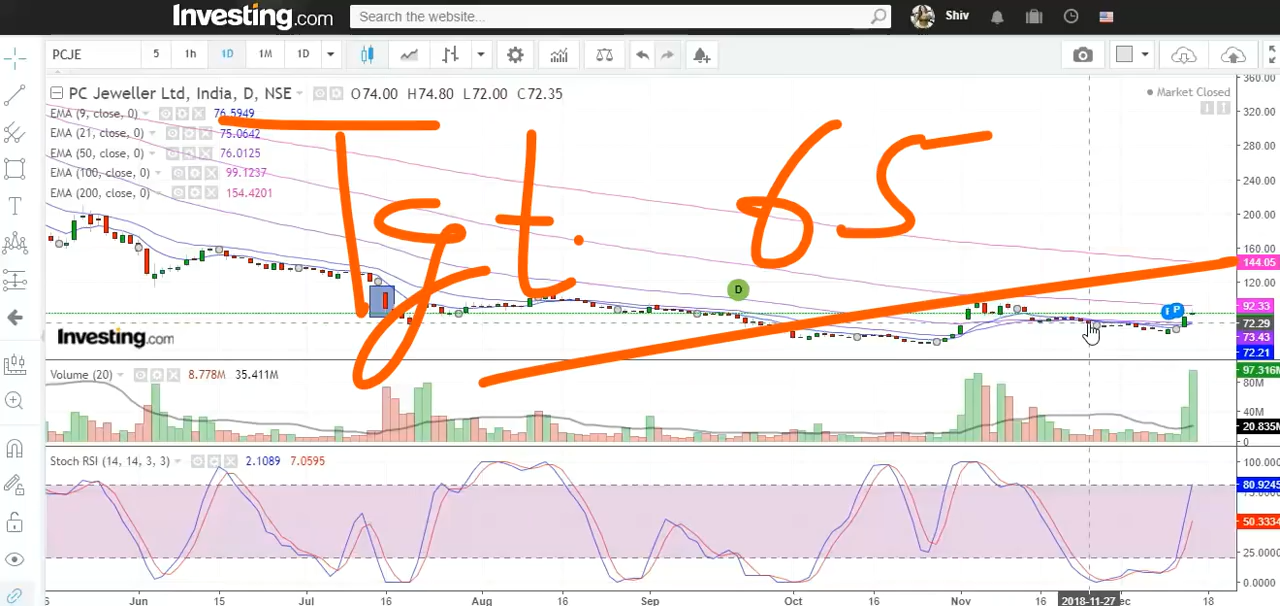 Investing.com Search the website... Shiv
PCJE 5 1h 1D 1M 1D
PC Jeweller Ltd, India, D, NSE O74.00 H74.80 L72.00 C72.35 Market Closed
EMA (9, close, 0) 76.5949
EMA (21, close, 0) 75.0642
EMA (50, close, 0) 76.0125
EMA (100, close, 0) 99.1237
EMA (200, close, 0) 154.4201
Tgt. 65
360.00
320.00
280.00
240.00
200.00
160.00
144.05
120.00
D
P
92.33
72.29
73.43
72.21
Investing.com
Volume (20) 8.778M 35.411M
97.316M
80M
40M
20.835M
0
Stoch RSI (14, 14, 3, 3) 2.1089 7.0595
100.00
80.9245
75.0000
50.3334
25.0000
0.0000
Jun 15 Jul 16 Aug 16 Sep Oct 16 Nov 16 2018-11-27 ec 18